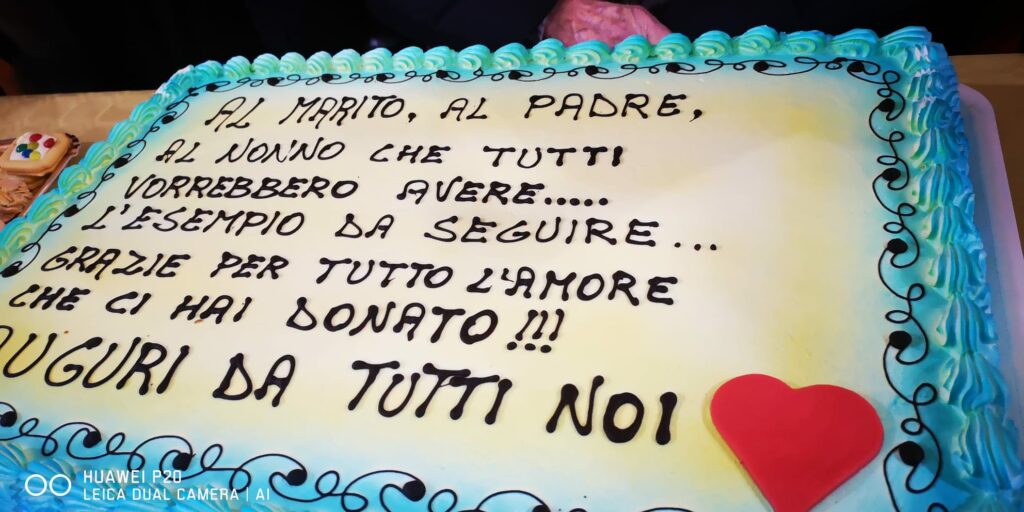 AL MARITO, AL PADRE,
AL NONNO CHE TUTTI
VORREBBERO AVERE.....
L'ESEMPIO DA SEGUIRE...
GRAZIE PER TUTTO L'AMORE
CHE CI HAI DONATO!!!
AUGURI DA TUTTI NOI
HUAWEI P20
LEICA DUAL CAMERA | AI